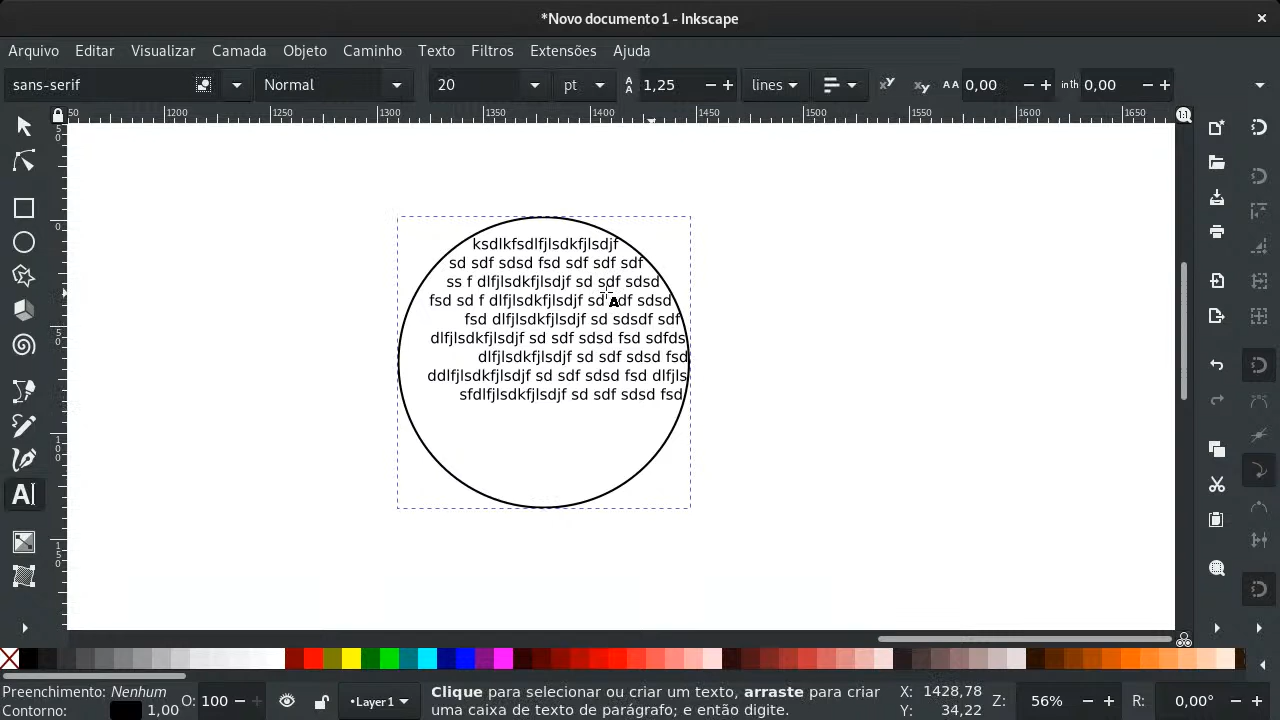 *Novo documento 1 - Inkscape
Arquivo Editar Visualizar Camada Objeto Caminho Texto Filtros Extensões Ajuda
sans-serif Normal 20 pt 1,25 lines 0,00 0,00
50 1200 1250 1300 1350 1400 1450 1500 1550 1600 1650
ksdlkfsdlfjlsdkfjlsdjf
sd sdf sdsd fsd sdf sdf sdf
ss f dlfjlsdkfjlsdjf sd sdf sdsd
fsd sd f dlfjlsdkfjlsdjf sd sdf sdsd
fsd dlfjlsdkfjlsdjf sd sdsdf sdf
dlfjlsdkfjlsdjf sd sdf sdsd fsd sdfds
dlfjlsdkfjlsdjf sd sdf sdsd fsd
ddlfjlsdkfjlsdjf sd sdf sdsd fsd dlfjls
sfdlfjlsdkfjlsdjf sd sdf sdsd fsd
Preenchimento: Nenhum
Contorno: 1,00
O: 100
Layer1
Clique para selecionar ou criar um texto, arraste para criar
uma caixa de texto de parágrafo; e então digite.
X: 1428,78
Y: 34,22
Z: 56% R: 0,00°